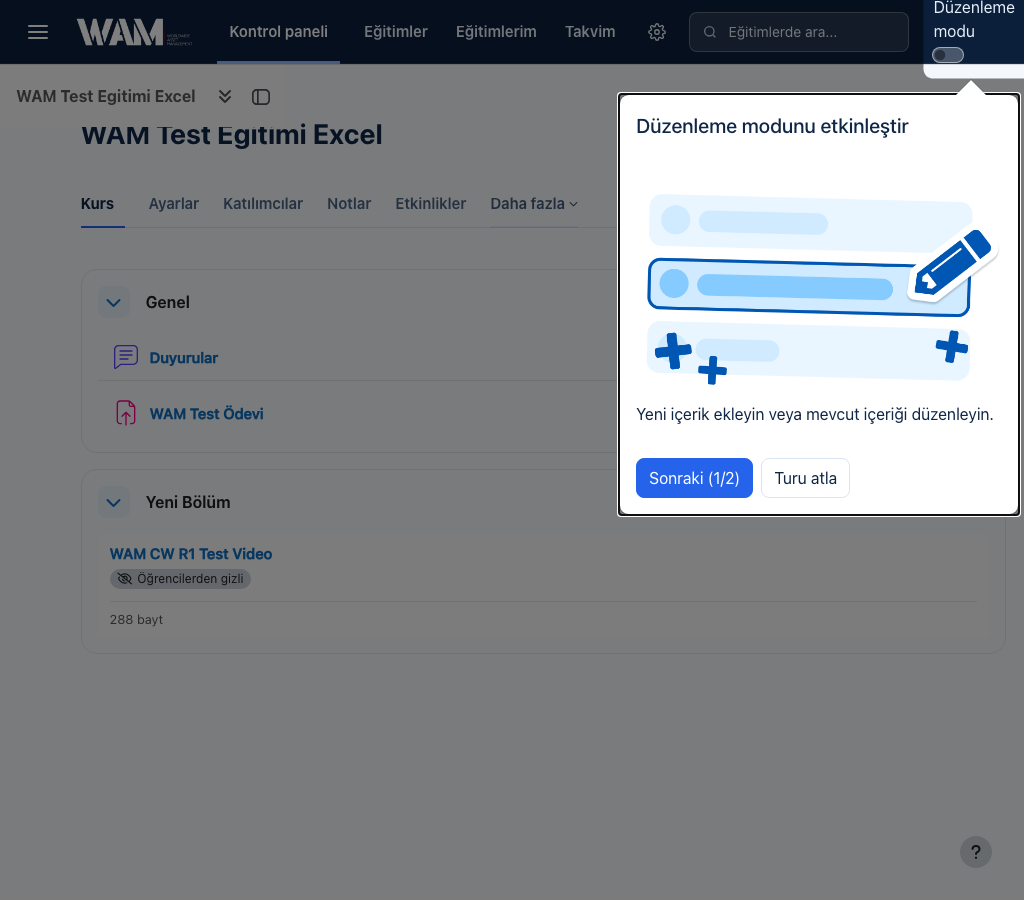 WAM
Kontrol paneli
Eğitimler
Eğitimlerim
Takvim
Eğitimlerde ara...
Düzenleme
modu
WAM Test Egitimi Excel
WAM Test Egitimi Excel
Kurs
Ayarlar
Katılımcılar
Notlar
Etkinlikler
Daha fazla
Genel
Duyurular
WAM Test Ödevi
Yeni Bölüm
WAM CW R1 Test Video
Öğrencilerden gizli
288 bayt
Düzenleme modunu etkinleştir
Yeni içerik ekleyin veya mevcut içeriği düzenleyin.
Sonraki (1/2)
Turu atla
?